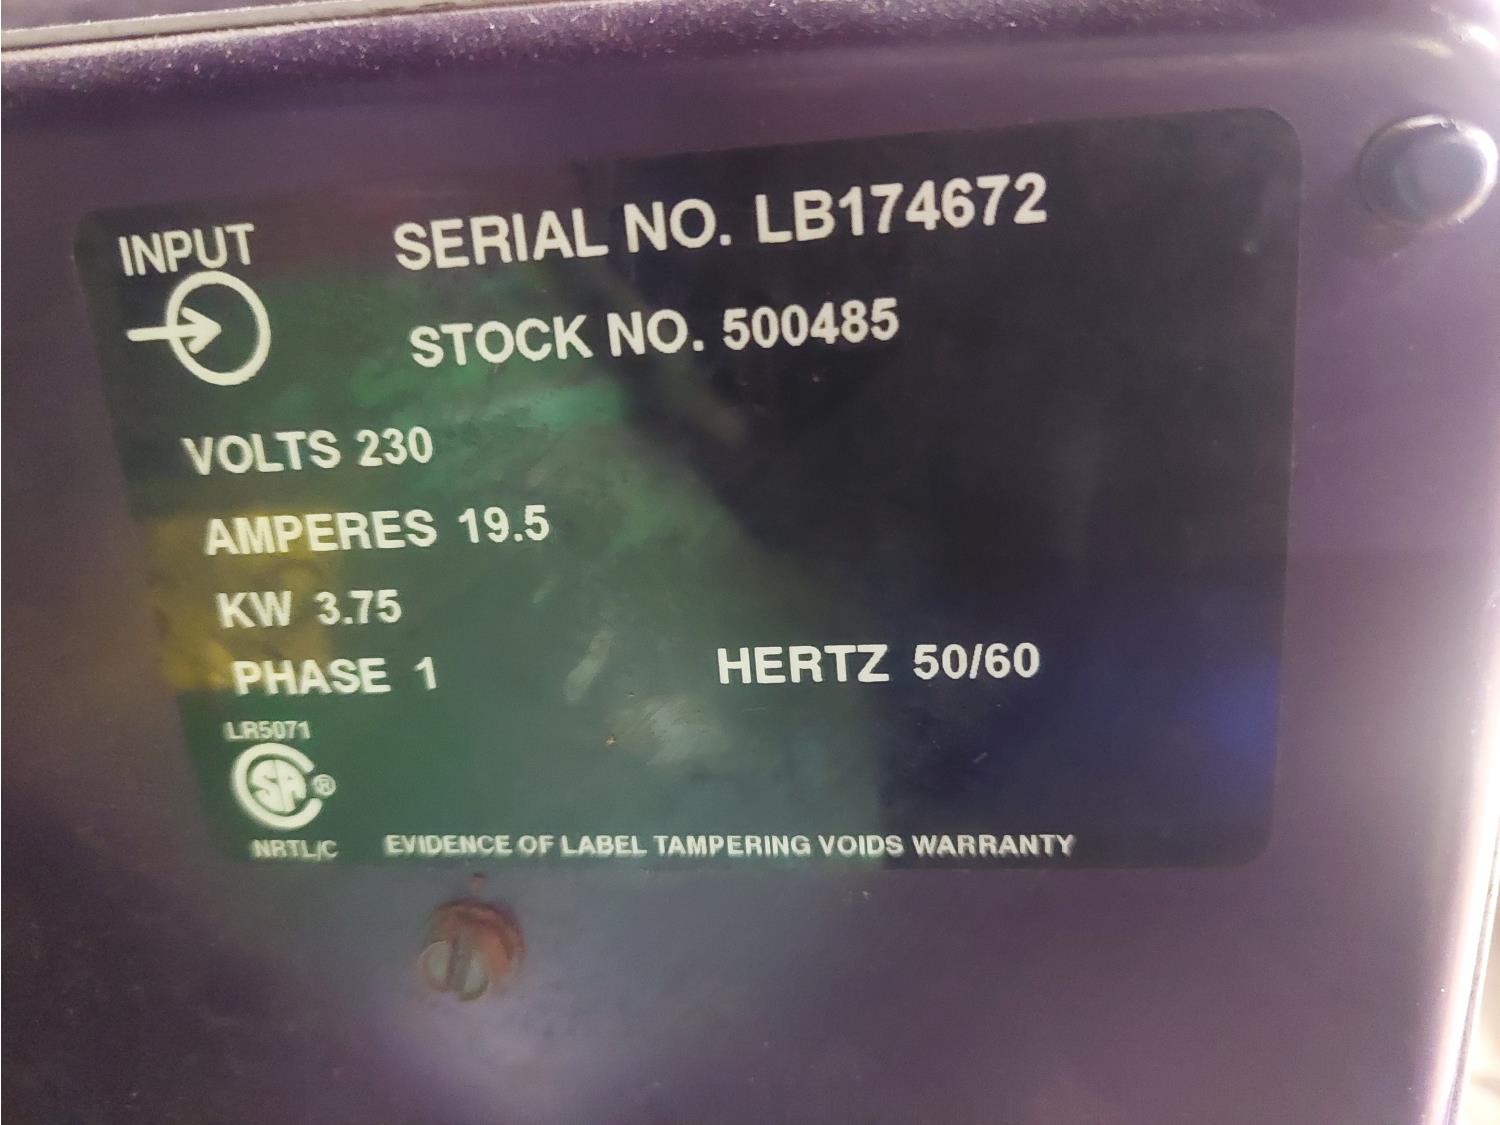 INPUT
SERIAL NO. LB174672
STOCK NO. 500485
VOLTS 230
AMPERES 19.5
KW 3.75
PHASE 1
HERTZ 50/60
LR5071
SA ®
NRTL/C
EVIDENCE OF LABEL TAMPERING VOIDS WARRANTY